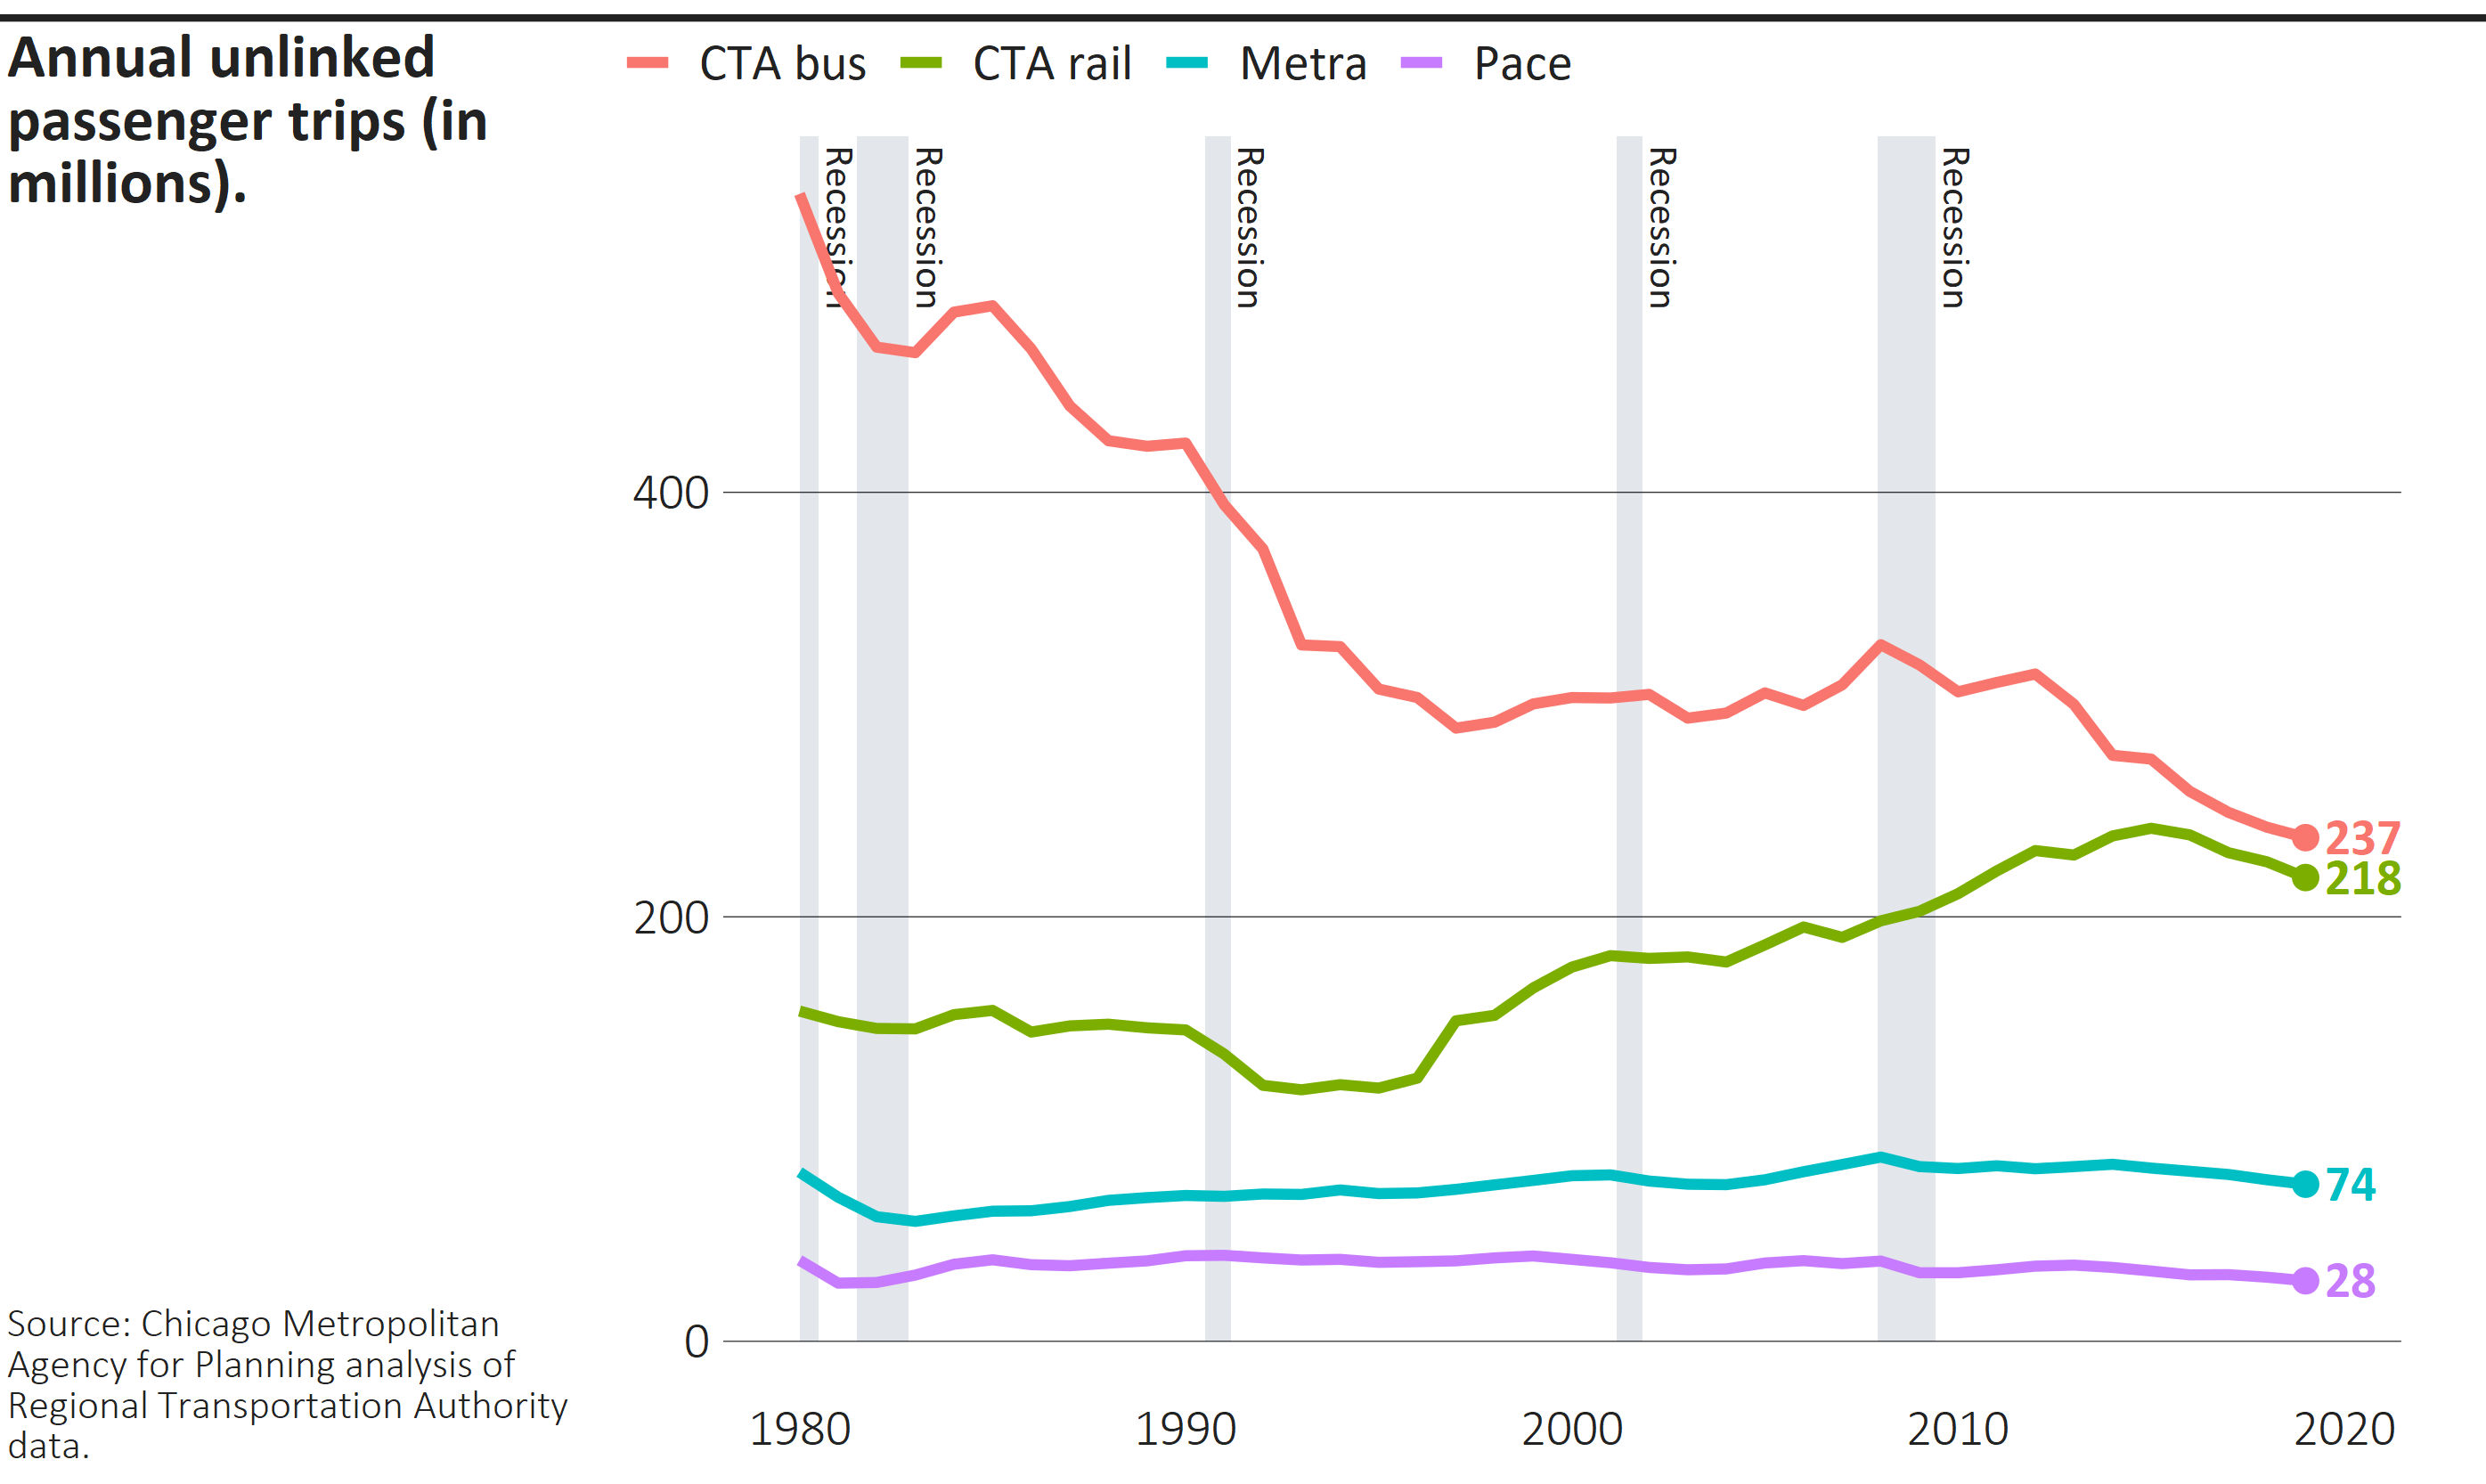 Annual unlinked
passenger trips (in
millions).
CTA bus CTA rail Metra Pace
Recession
Recession
Recession
Recession
Recession
400
200
0
237
218
74
28
1980 1990 2000 2010 2020
Source: Chicago Metropolitan
Agency for Planning analysis of
Regional Transportation Authority
data.